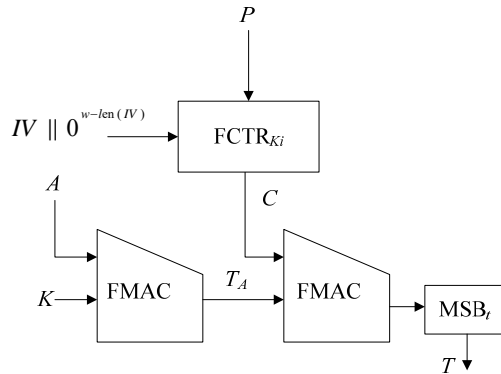 P
IV || 0^{w-len(IV)}
FCTR_{Ki}
A
C
K
FMAC
T_A
FMAC
MSB_t
T